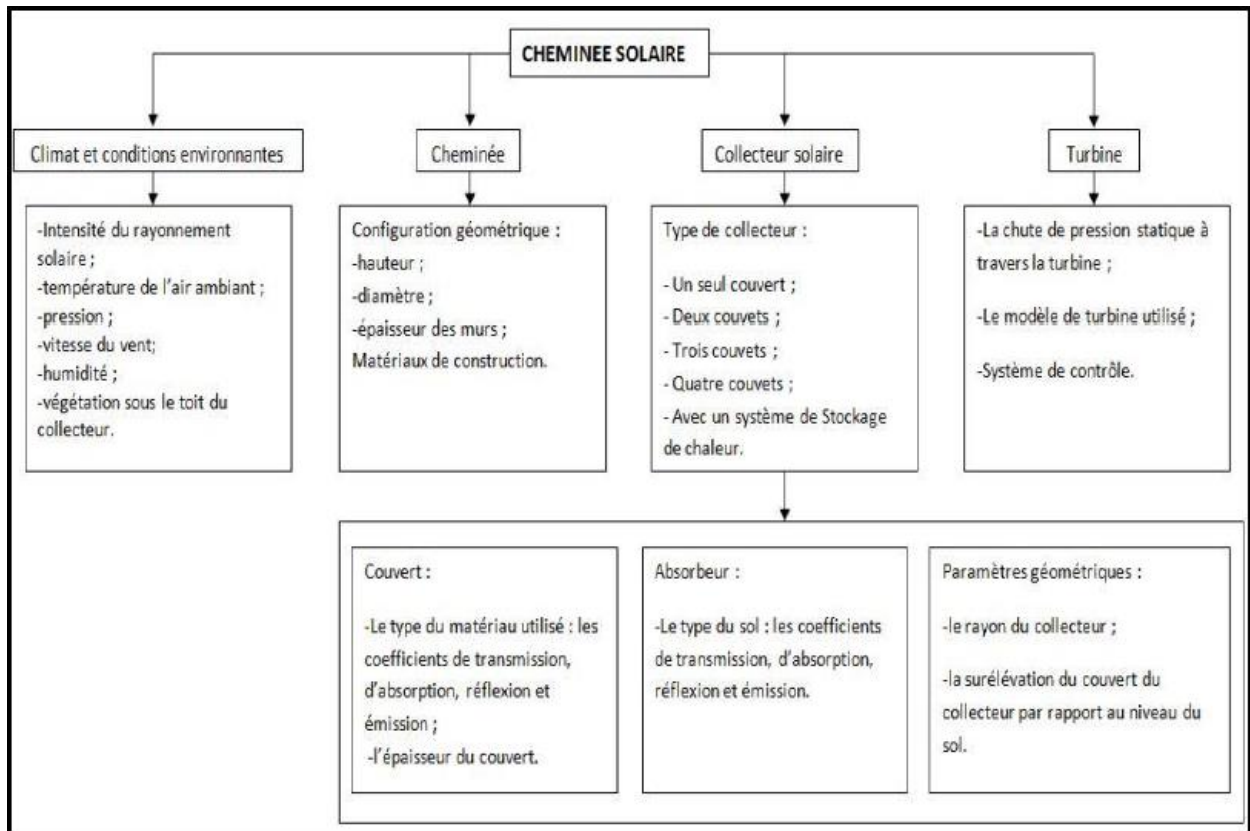 CHEMINEE SOLAIRE
Climat et conditions environnantes
Cheminée
Collecteur solaire
Turbine
-Intensité du rayonnement
solaire ;
-température de l'air ambiant ;
-pression ;
-vitesse du vent;
-humidité ;
-végétation sous le toit du
collecteur.
Configuration géométrique :
-hauteur ;
-diamètre ;
-épaisseur des murs ;
Matériaux de construction.
Type de collecteur :
- Un seul couvert ;
- Deux couvets ;
- Trois couvets ;
- Quatre couvets ;
- Avec un système de Stockage
de chaleur.
-La chute de pression statique à
travers la turbine ;
-Le modèle de turbine utilisé ;
-Système de contrôle.
Couvert :
-Le type du matériau utilisé : les
coefficients de transmission,
d'absorption, réflexion et
émission ;
-l'épaisseur du couvert.
Absorbeur :
-Le type du sol : les coefficients
de transmission, d'absorption,
réflexion et émission.
Paramètres géométriques :
-le rayon du collecteur ;
-la surélévation du couvert du
collecteur par rapport au niveau du
sol.